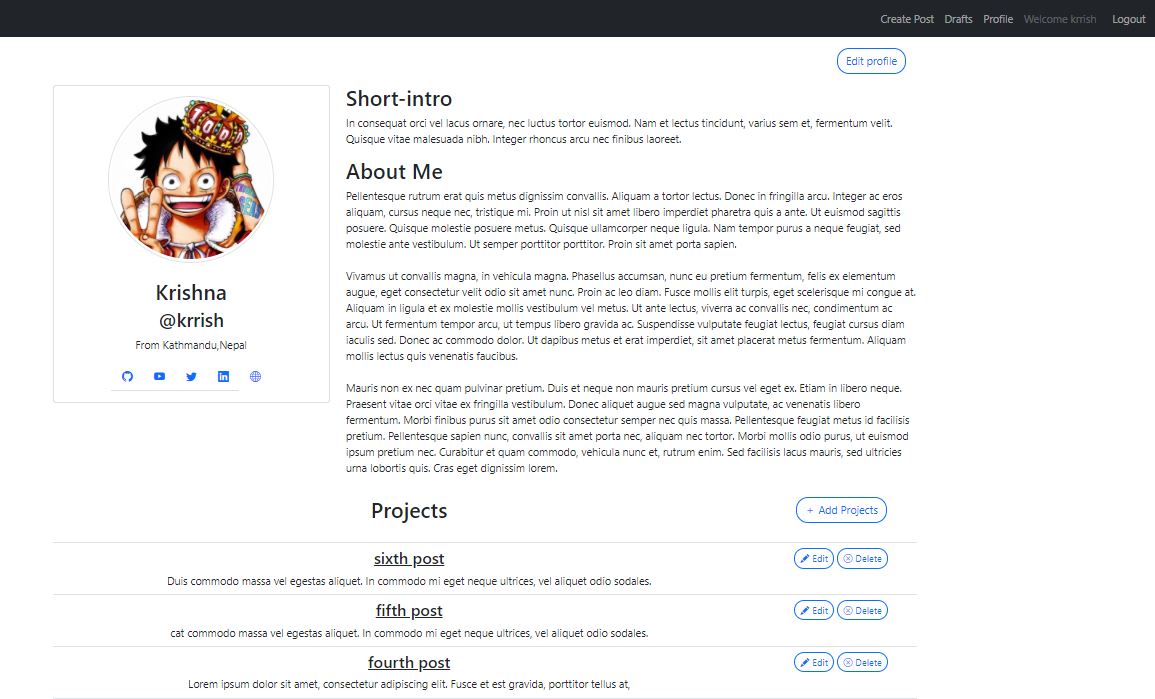 Create Post Drafts Profile Welcome krrish Logout
Edit profile
Krishna
@krrish
From Kathmandu,Nepal
Short-intro
In consequat orci vel lacus ornare, nec luctus tortor euismod. Nam et lectus tincidunt, varius sem et, fermentum velit.
Quisque vitae malesuada nibh. Integer rhoncus arcu nec finibus laoreet.
About Me
Pellentesque rutrum erat quis metus dignissim convallis. Aliquam a tortor lectus. Donec in fringilla arcu. Integer ac eros
aliquam, cursus neque nec, tristique mi. Proin ut nisl sit amet libero imperdiet pharetra quis a ante. Ut euismod sagittis
posuere. Quisque molestie posuere metus. Quisque ullamcorper neque ligula. Nam tempor purus a neque feugiat, sed
molestie ante vestibulum. Ut semper porttitor porttitor. Proin sit amet porta sapien.
Vivamus ut convallis magna, in vehicula magna. Phasellus accumsan, nunc eu pretium fermentum, felis ex elementum
augue, eget consectetur velit odio sit amet nunc. Proin ac leo diam. Fusce mollis elit turpis, eget scelerisque mi congue at.
Aliquam in ligula et ex molestie mollis vestibulum vel metus. Ut ante lectus, viverra ac convallis nec, condimentum ac
arcu. Ut fermentum tempor arcu, ut tempus libero gravida ac. Suspendisse vulputate feugiat lectus, feugiat cursus diam
iaculis sed. Donec ac commodo dolor. Ut dapibus metus et erat imperdiet, sit amet placerat metus fermentum. Aliquam
mollis lectus quis venenatis faucibus.
Mauris non ex nec quam pulvinar pretium. Duis et neque non mauris pretium cursus vel eget ex. Etiam in libero neque.
Praesent vitae orci vitae ex fringilla vestibulum. Donec aliquet augue sed magna vulputate, ac venenatis libero
fermentum. Morbi finibus purus sit amet odio consectetur semper nec quis massa. Pellentesque feugiat metus id facilisis
pretium. Pellentesque sapien nunc, convallis sit amet porta nec, aliquam nec tortor. Morbi mollis odio purus, ut euismod
ipsum pretium nec. Curabitur et quam commodo, vehicula nunc et, rutrum enim. Sed facilisis lacus mauris, sed ultricies
urna lobortis quis. Cras eget dignissim lorem.
Projects
+ Add Projects
sixth post
Edit Delete
Duis commodo massa vel egestas aliquet. In commodo mi eget neque ultrices, vel aliquet odio sodales.
fifth post
Edit Delete
cat commodo massa vel egestas aliquet. In commodo mi eget neque ultrices, vel aliquet odio sodales.
fourth post
Edit Delete
Lorem ipsum dolor sit amet, consectetur adipiscing elit. Fusce et est gravida, porttitor tellus at,